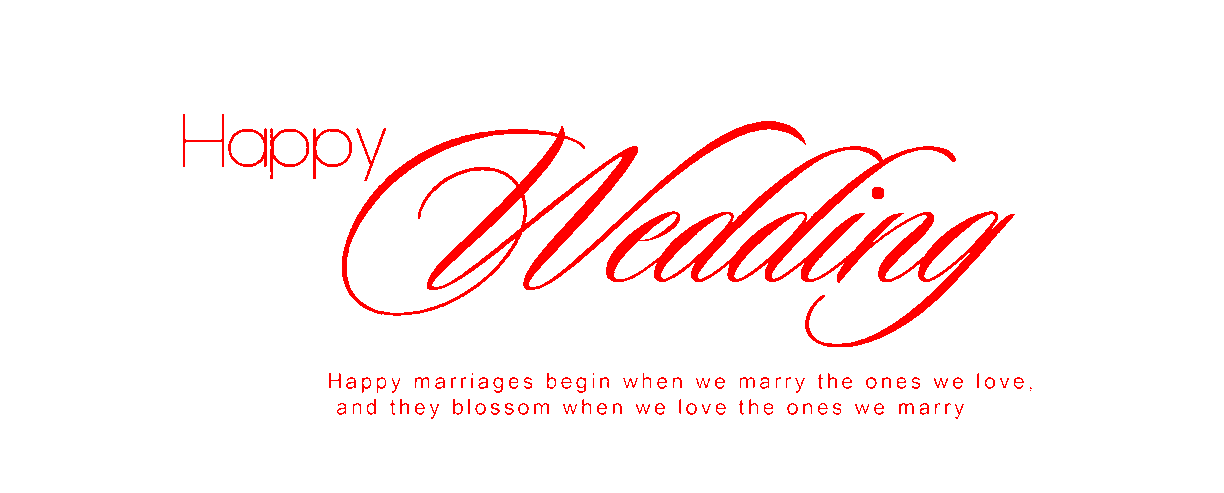 Happy
Wedding
Happy marriages begin when we marry the ones we love,
and they blossom when we love the ones we marry